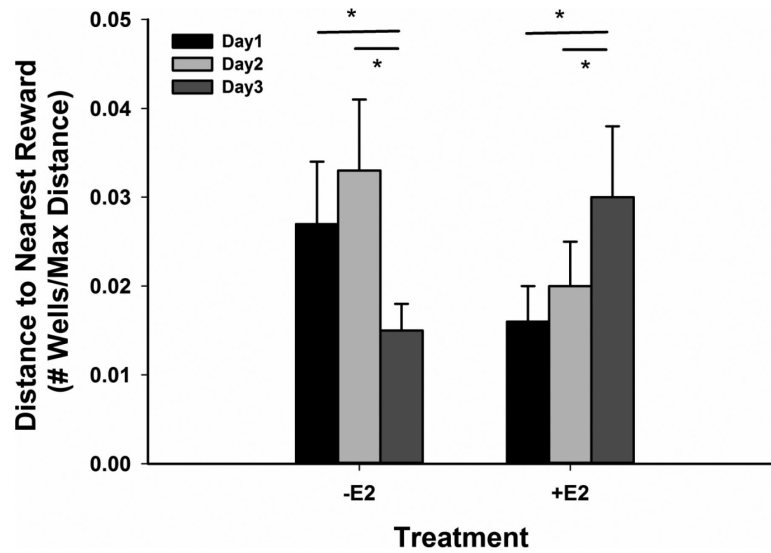 Distance to Nearest Reward
(# Wells/Max Distance)
0.05
0.04
0.03
0.02
0.01
0.00
Day1
Day2
Day3
*
*
*
*
-E2
+E2
Treatment